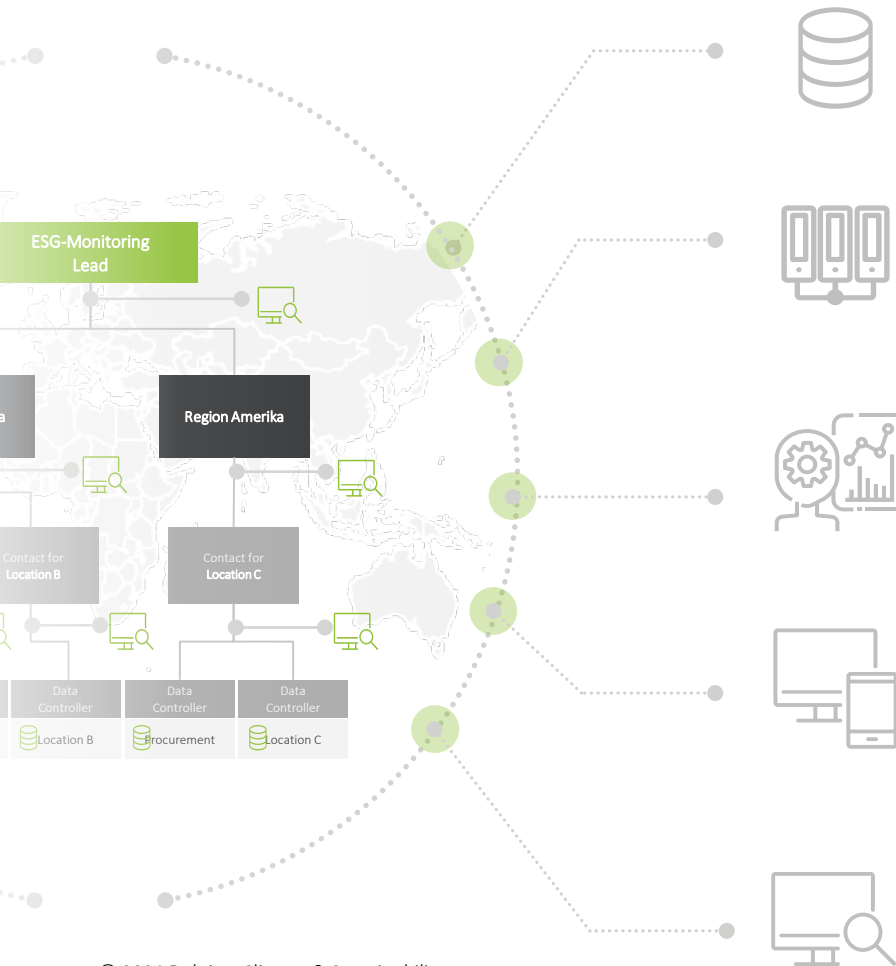 ESG-Monitoring
Lead
a
Region Amerika
Contact for
Location B
Contact for
Location C
Data
Controller
Data
Controller
Data
Controller
Location B
Procurement
Location C